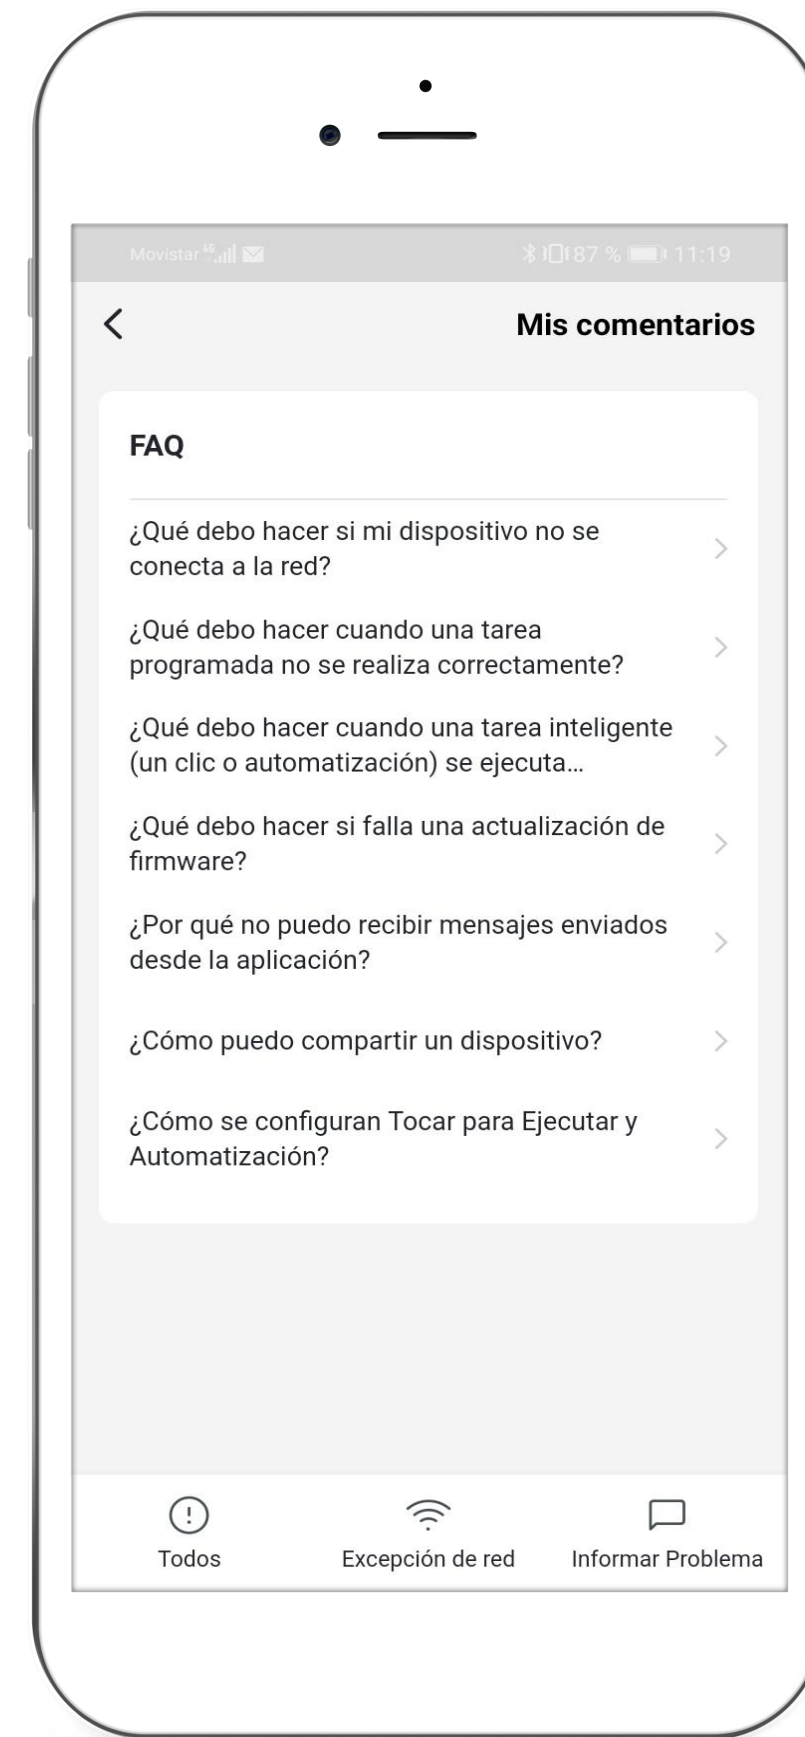 Movistar 87 % 11:19
Mis comentarios
FAQ
¿Qué debo hacer si mi dispositivo no se
conecta a la red?
¿Qué debo hacer cuando una tarea
programada no se realiza correctamente?
¿Qué debo hacer cuando una tarea inteligente
(un clic o automatización) se ejecuta...
¿Qué debo hacer si falla una actualización de
firmware?
¿Por qué no puedo recibir mensajes enviados
desde la aplicación?
¿Cómo puedo compartir un dispositivo?
¿Cómo se configuran Tocar para Ejecutar y
Automatización?
Todos Excepción de red Informar Problema